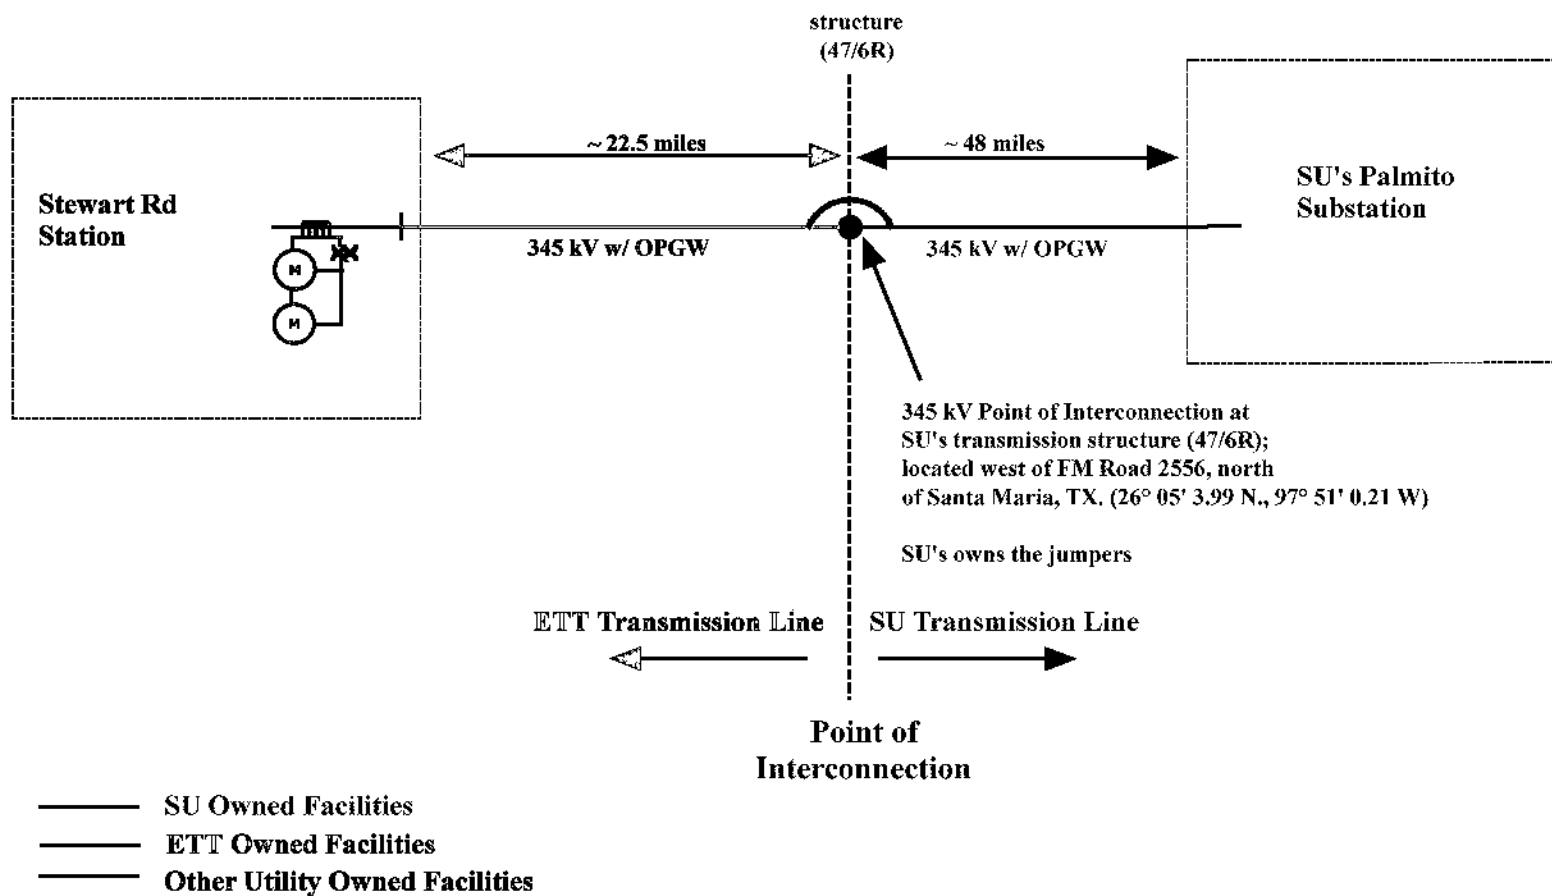 structure
(47/6R)
~ 22.5 miles
~ 48 miles
Stewart Rd
Station
SU's Palmito
Substation
345 kV w/ OPGW
345 kV w/ OPGW
M
M
345 kV Point of Interconnection at
SU's transmission structure (47/6R);
located west of FM Road 2556, north
of Santa Maria, TX. (26° 05' 3.99 N., 97° 51' 0.21 W)
SU's owns the jumpers
ETT Transmission Line
SU Transmission Line
Point of
Interconnection
SU Owned Facilities
ETT Owned Facilities
Other Utility Owned Facilities